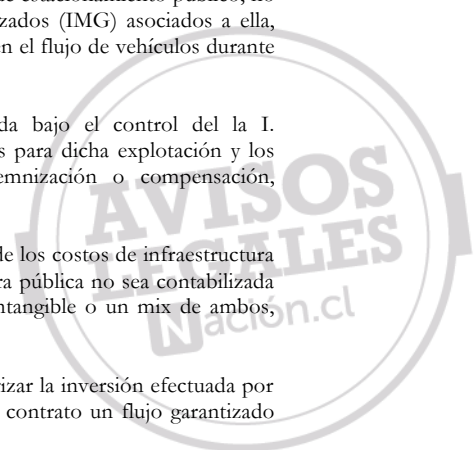 de estacionamiento público, no
zados (IMG) asociados a ella,
en el flujo de vehículos durante
da bajo el control del la I.
s para dicha explotación y los
emnización o compensación,
de los costos de infraestructura
ra pública no sea contabilizada
ntangible o un mix de ambos,
izar la inversión efectuada por
contrato un flujo garantizado
AVISOS
LEGALES
Nación.cl